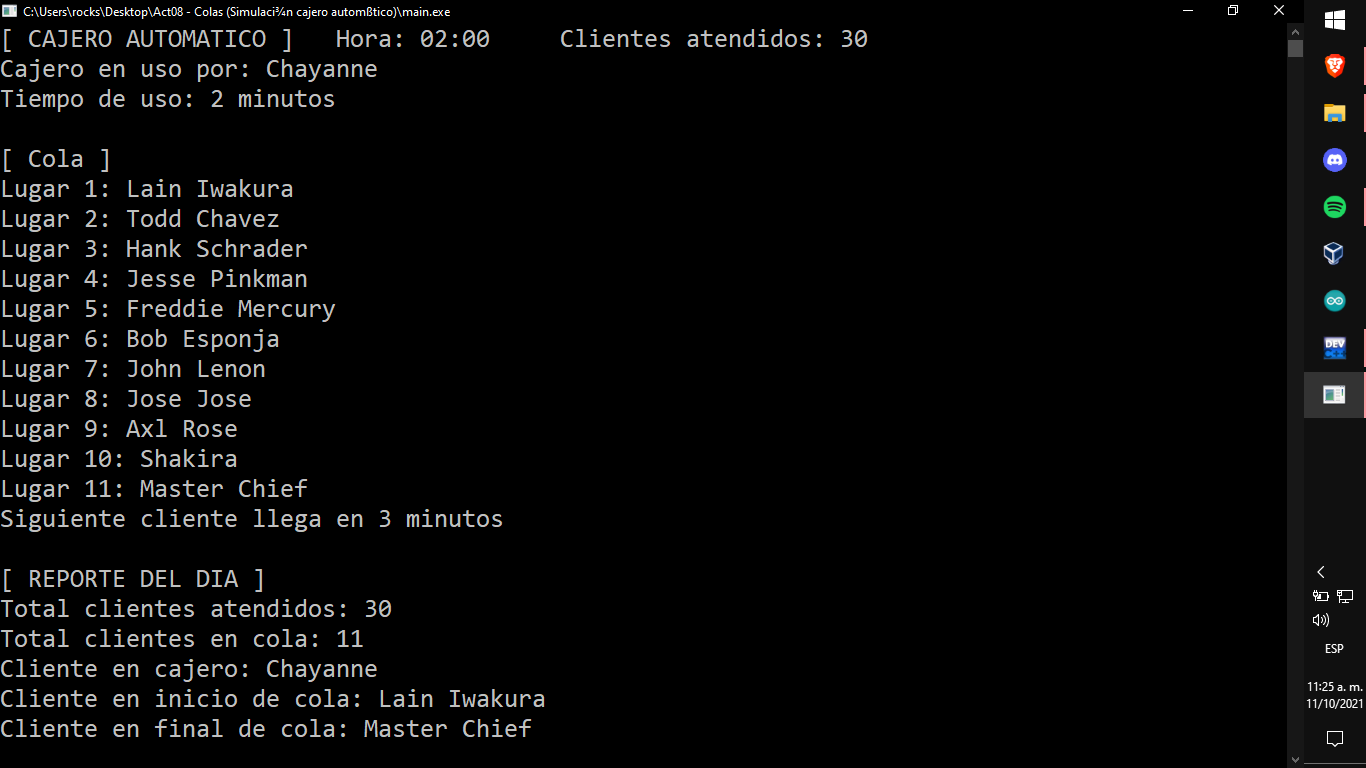 C:\Users\rocks\Desktop\Act08 - Colas (Simulaci¾n cajero automßtico)\main.exe
[ CAJERO AUTOMATICO ]   Hora: 02:00     Clientes atendidos: 30
Cajero en uso por: Chayanne
Tiempo de uso: 2 minutos
[ Cola ]
Lugar 1: Lain Iwakura
Lugar 2: Todd Chavez
Lugar 3: Hank Schrader
Lugar 4: Jesse Pinkman
Lugar 5: Freddie Mercury
Lugar 6: Bob Esponja
Lugar 7: John Lenon
Lugar 8: Jose Jose
Lugar 9: Axl Rose
Lugar 10: Shakira
Lugar 11: Master Chief
Siguiente cliente llega en 3 minutos
[ REPORTE DEL DIA ]
Total clientes atendidos: 30
Total clientes en cola: 11
Cliente en cajero: Chayanne
Cliente en inicio de cola: Lain Iwakura
Cliente en final de cola: Master Chief
DEV
ESP
11:25 a. m.
11/10/2021